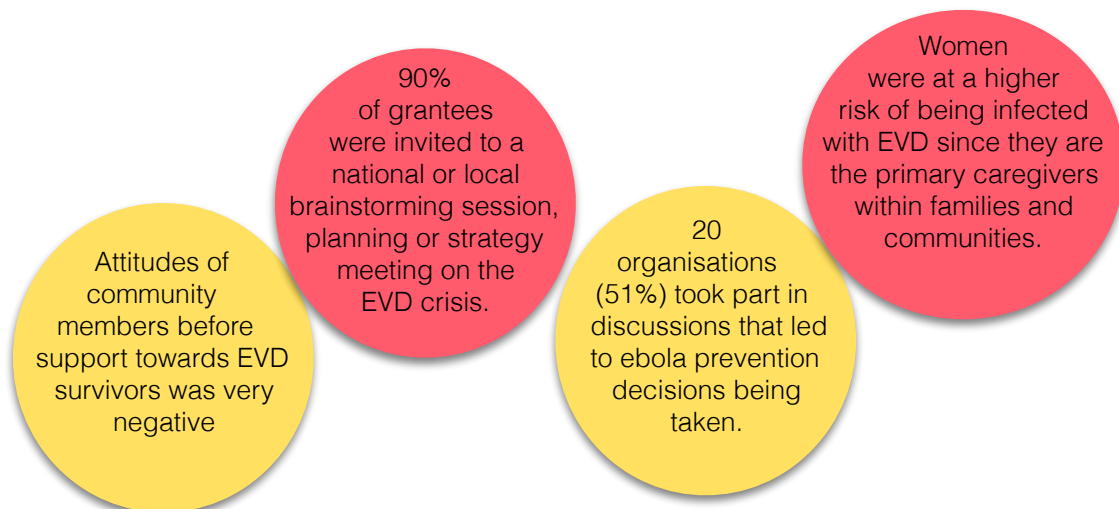 Attitudes of
community
members before
support towards EVD
survivors was very
negative
90%
of grantees
were invited to a
national or local
brainstorming session,
planning or strategy
meeting on the
EVD crisis.
20
organisations
(51%) took part in
discussions that led
to ebola prevention
decisions being
taken.
Women
were at a higher
risk of being infected
with EVD since they are
the primary caregivers
within families and
communities.